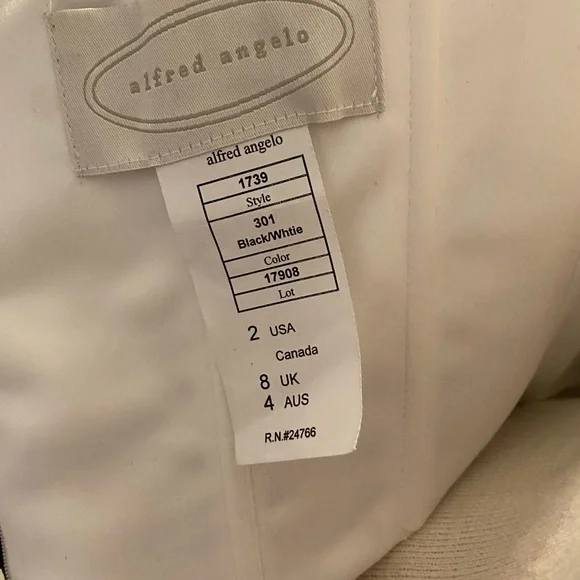 alfred angelo
alfred angelo
1739
Style
301
Black/Whtie
Color
17908
Lot
2 USA
Canada
8 UK
4 AUS
R.N.#24766